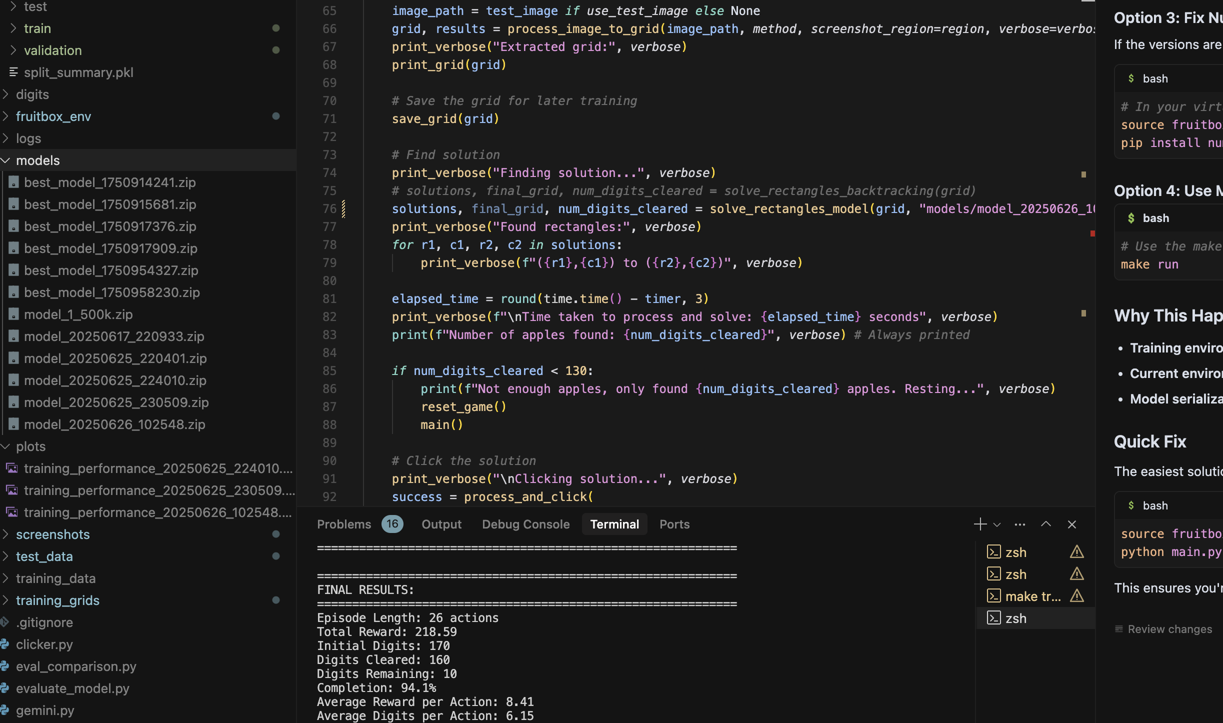 test
train
validation
split_summary.pkl
digits
fruitbox_env
logs
models
best_model_1750914241.zip
best_model_1750915681.zip
best_model_1750917376.zip
best_model_1750917909.zip
best_model_1750954327.zip
best_model_1750958230.zip
model_1_500k.zip
model_20250617_220933.zip
model_20250625_220401.zip
model_20250625_224010.zip
model_20250625_230509.zip
model_20250626_102548.zip
plots
training_performance_20250625_224010....
training_performance_20250625_230509....
training_performance_20250626_102548....
screenshots
test_data
training_data
training_grids
.gitignore
clicker.py
eval_comparison.py
evaluate_model.py
gemini.py
65 image_path = test_image if use_test_image else None
66 grid, results = process_image_to_grid(image_path, method, screenshot_region=region, verbose=verbos
67 print_verbose("Extracted grid:", verbose)
68 print_grid(grid)
69
70 # Save the grid for later training
71 save_grid(grid)
72
73 # Find solution
74 print_verbose("Finding solution...", verbose)
75 # solutions, final_grid, num_digits_cleared = solve_rectangles_backtracking(grid)
76 solutions, final_grid, num_digits_cleared = solve_rectangles_model(grid, "models/model_20250626_10
77 print_verbose("Found rectangles:", verbose)
78 for r1, c1, r2, c2 in solutions:
79 print_verbose(f"({r1},{c1}) to ({r2},{c2})", verbose)
80
81 elapsed_time = round(time.time() - timer, 3)
82 print_verbose(f"\nTime taken to process and solve: {elapsed_time} seconds", verbose)
83 print(f"Number of apples found: {num_digits_cleared}", verbose) # Always printed
84
85 if num_digits_cleared < 130:
86 print(f"Not enough apples, only found {num_digits_cleared} apples. Resting...", verbose)
87 reset_game()
88 main()
89
90 # Click the solution
91 print_verbose("\nClicking solution...", verbose)
92 success = process_and_click(
Problems 16 Output Debug Console Terminal Ports
============================================================
============================================================
FINAL RESULTS:
============================================================
Episode Length: 26 actions
Total Reward: 218.59
Initial Digits: 170
Digits Cleared: 160
Digits Remaining: 10
Completion: 94.1%
Average Reward per Action: 8.41
Average Digits per Action: 6.15
zsh
zsh
make tr...
zsh
Option 3: Fix Nu
If the versions are
$ bash
# In your virt
source fruitbo
pip install nu
Option 4: Use M
$ bash
# Use the make
make run
Why This Hap
• Training enviro
• Current enviro
• Model serializa
Quick Fix
The easiest solutio
$ bash
source fruitbo
python main.py
This ensures you'r
Review changes